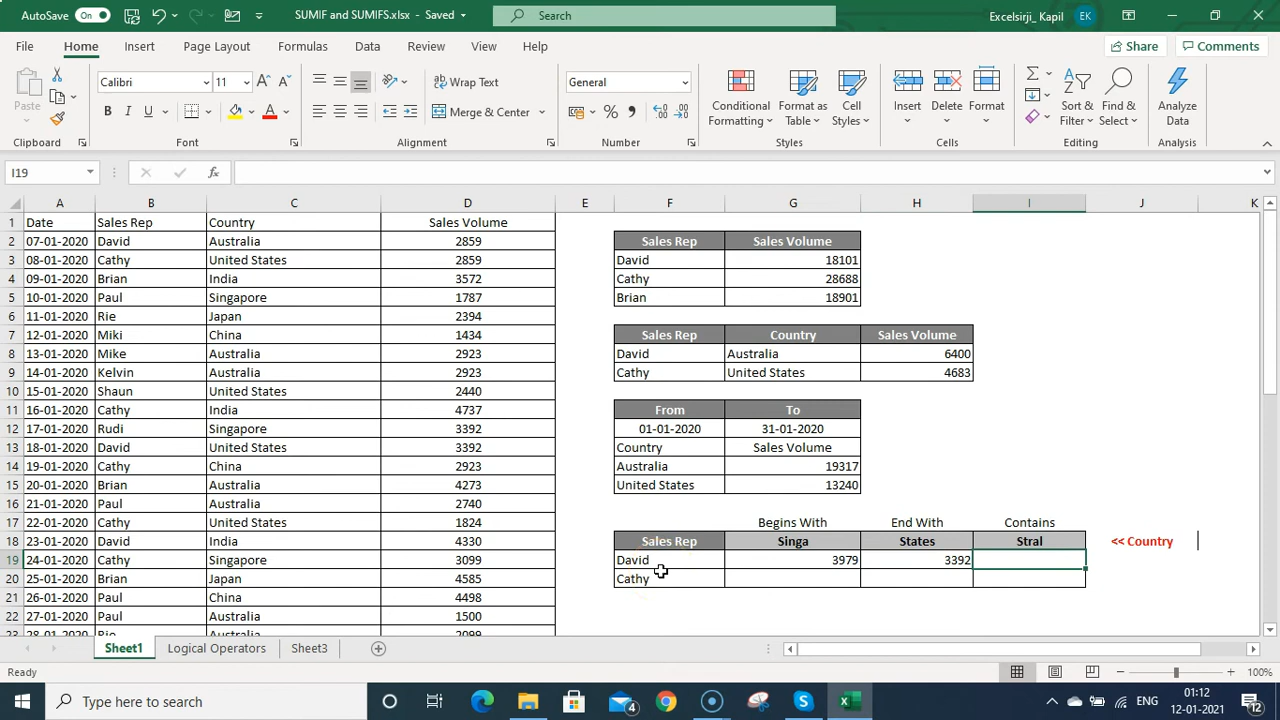 AutoSave On SUMIF and SUMIFS.xlsx - Saved Search Excelsirji_ Kapil EK
File Home Insert Page Layout Formulas Data Review View Help Share Comments
Paste Calibri 11 Wrap Text General Conditional Formatting Format as Table Cell Styles Insert Delete Format Sort & Filter Find & Select Analyze Data
B I U A Merge & Center
Clipboard Font Alignment Number Styles Cells Editing Analysis
I19 fx
A B C D E F G H I J K
1 Date Sales Rep Country Sales Volume
2 07-01-2020 David Australia 2859 Sales Rep Sales Volume
3 08-01-2020 Cathy United States 2859 David 18101
4 09-01-2020 Brian India 3572 Cathy 28688
5 10-01-2020 Paul Singapore 1787 Brian 18901
6 11-01-2020 Rie Japan 2394
7 12-01-2020 Miki China 1434 Sales Rep Country Sales Volume
8 13-01-2020 Mike Australia 2923 David Australia 6400
9 14-01-2020 Kelvin Australia 2923 Cathy United States 4683
10 15-01-2020 Shaun United States 2440
11 16-01-2020 Cathy India 4737 From To
12 17-01-2020 Rudi Singapore 3392 01-01-2020 31-01-2020
13 18-01-2020 David United States 3392 Country Sales Volume
14 19-01-2020 Cathy China 2923 Australia 19317
15 20-01-2020 Brian Australia 4273 United States 13240
16 21-01-2020 Paul Australia 2740
17 22-01-2020 Cathy United States 1824 Begins With End With Contains
18 23-01-2020 David India 4330 Sales Rep Singa States Stral << Country
19 24-01-2020 Cathy Singapore 3099 David 3979 3392
20 25-01-2020 Brian Japan 4585 Cathy
21 26-01-2020 Paul China 4498
22 27-01-2020 Paul Australia 1500
23 28-01-2020 Rie Australia 2099
Sheet1 Logical Operators Sheet3
Ready 100%
Type here to search 4 ENG 01:12
12-01-2021 12